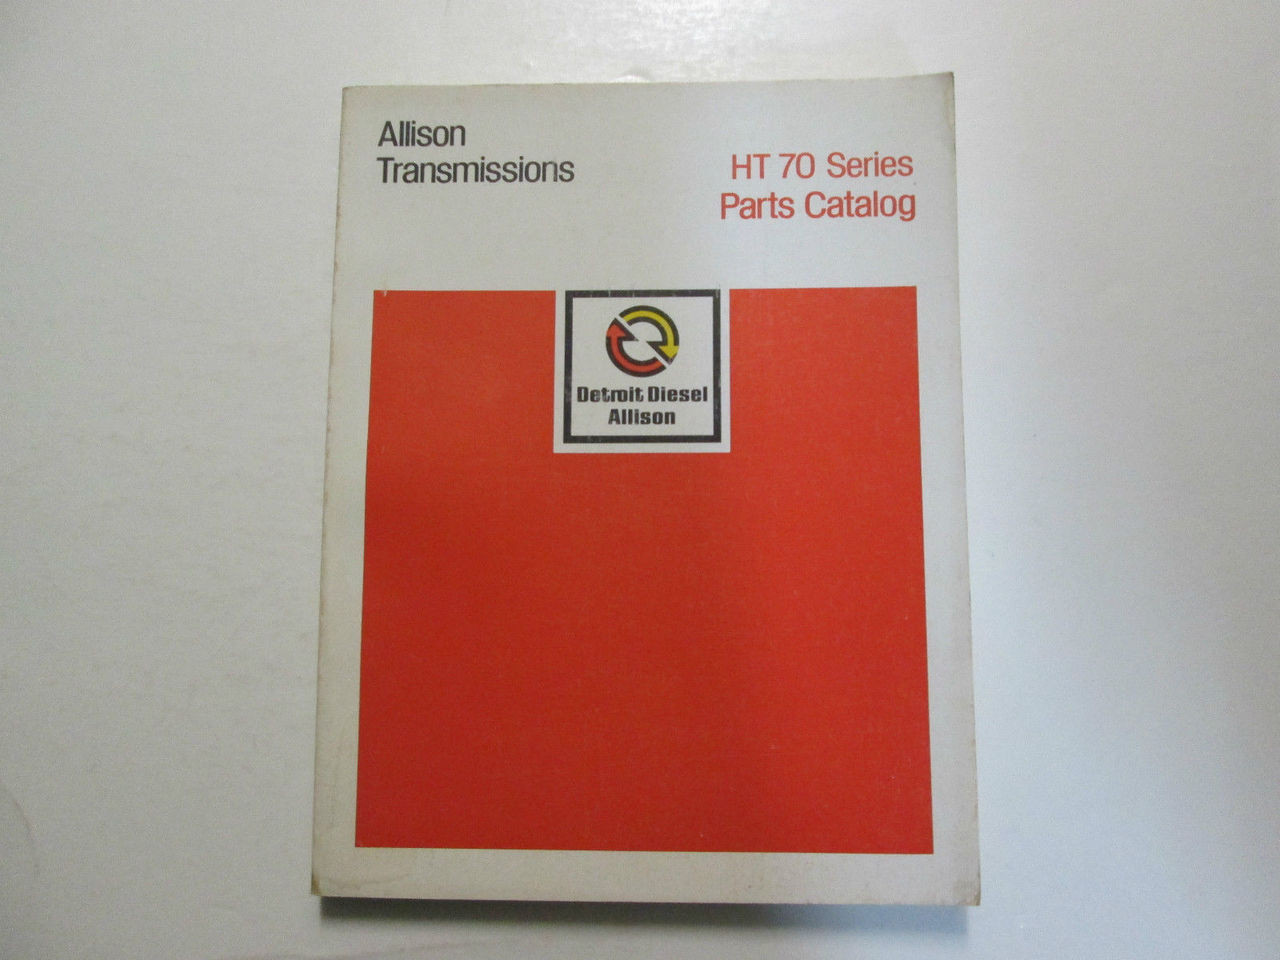 Allison
Transmissions
HT 70 Series
Parts Catalog
Detroit Diesel
Allison